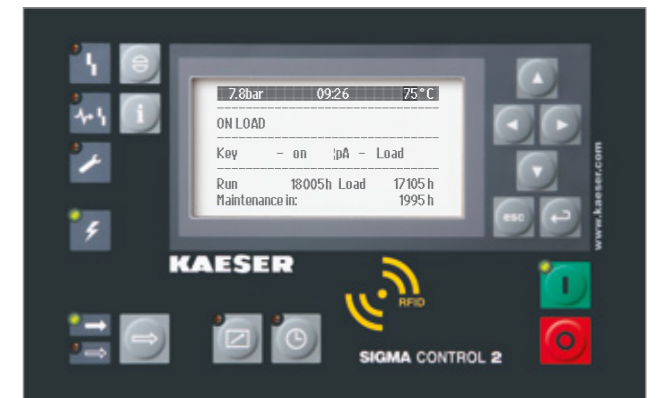 7.8bar 09:26 75°C
ON LOAD
Key - on ¦pA - Load
Run 18005h Load 17105h
Maintenance in: 1995h
esc
www.kaeser.com
KAESER
RFID
SIGMA CONTROL 2